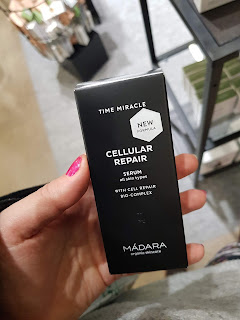 TIME MIRACLE
NEW
FORMULA
CELLULAR
REPAIR
SERUM
all skin types
WITH CELL REPAIR
BIO-COMPLEX
MÁDARA
organic skincare